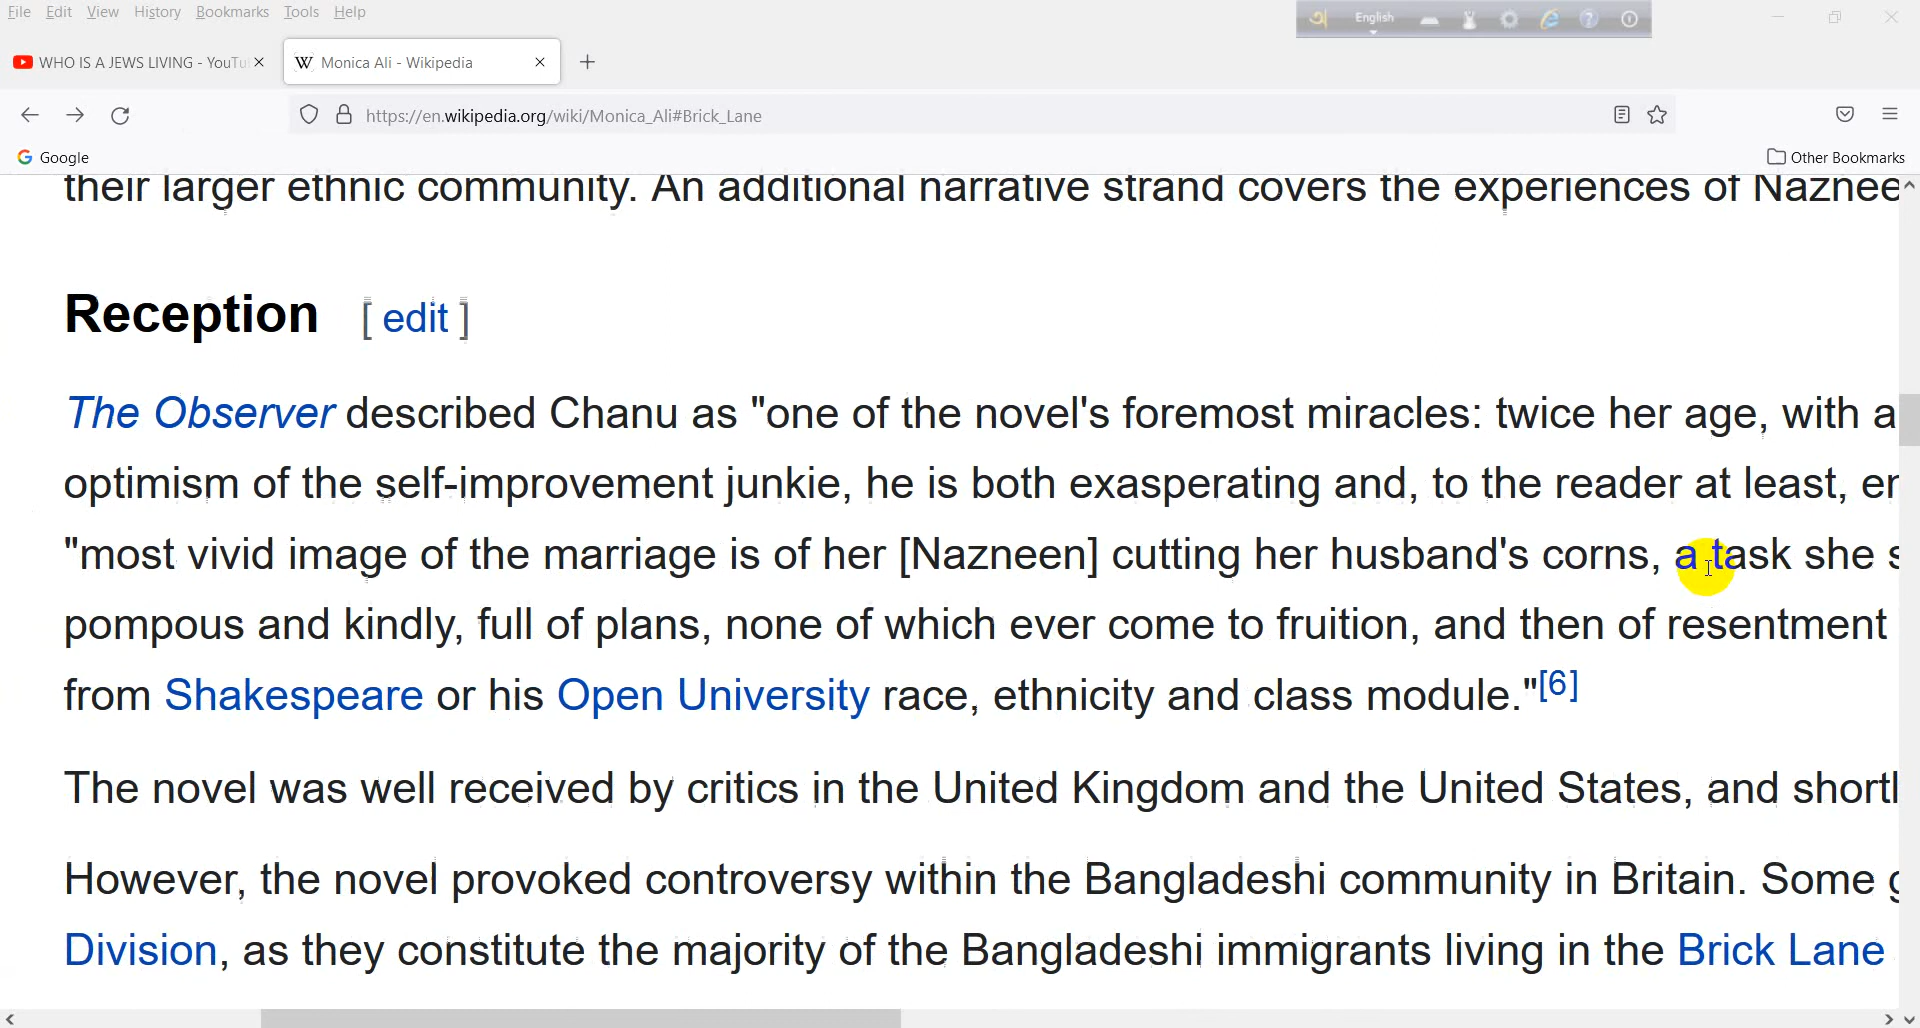 File Edit View History Bookmarks Tools Help
English
WHO IS A JEWS LIVING - YouTu
W Monica Ali - Wikipedia
https://en.wikipedia.org/wiki/Monica_Ali#Brick_Lane
Google
Other Bookmarks
their larger ethnic community. An additional narrative strand covers the experiences of Naznee
Reception [ edit ]
The Observer described Chanu as "one of the novel's foremost miracles: twice her age, with a
optimism of the self-improvement junkie, he is both exasperating and, to the reader at least, er
"most vivid image of the marriage is of her [Nazneen] cutting her husband's corns, a task she s
pompous and kindly, full of plans, none of which ever come to fruition, and then of resentment
from Shakespeare or his Open University race, ethnicity and class module."[6]
The novel was well received by critics in the United Kingdom and the United States, and shortl
However, the novel provoked controversy within the Bangladeshi community in Britain. Some g
Division, as they constitute the majority of the Bangladeshi immigrants living in the Brick Lane